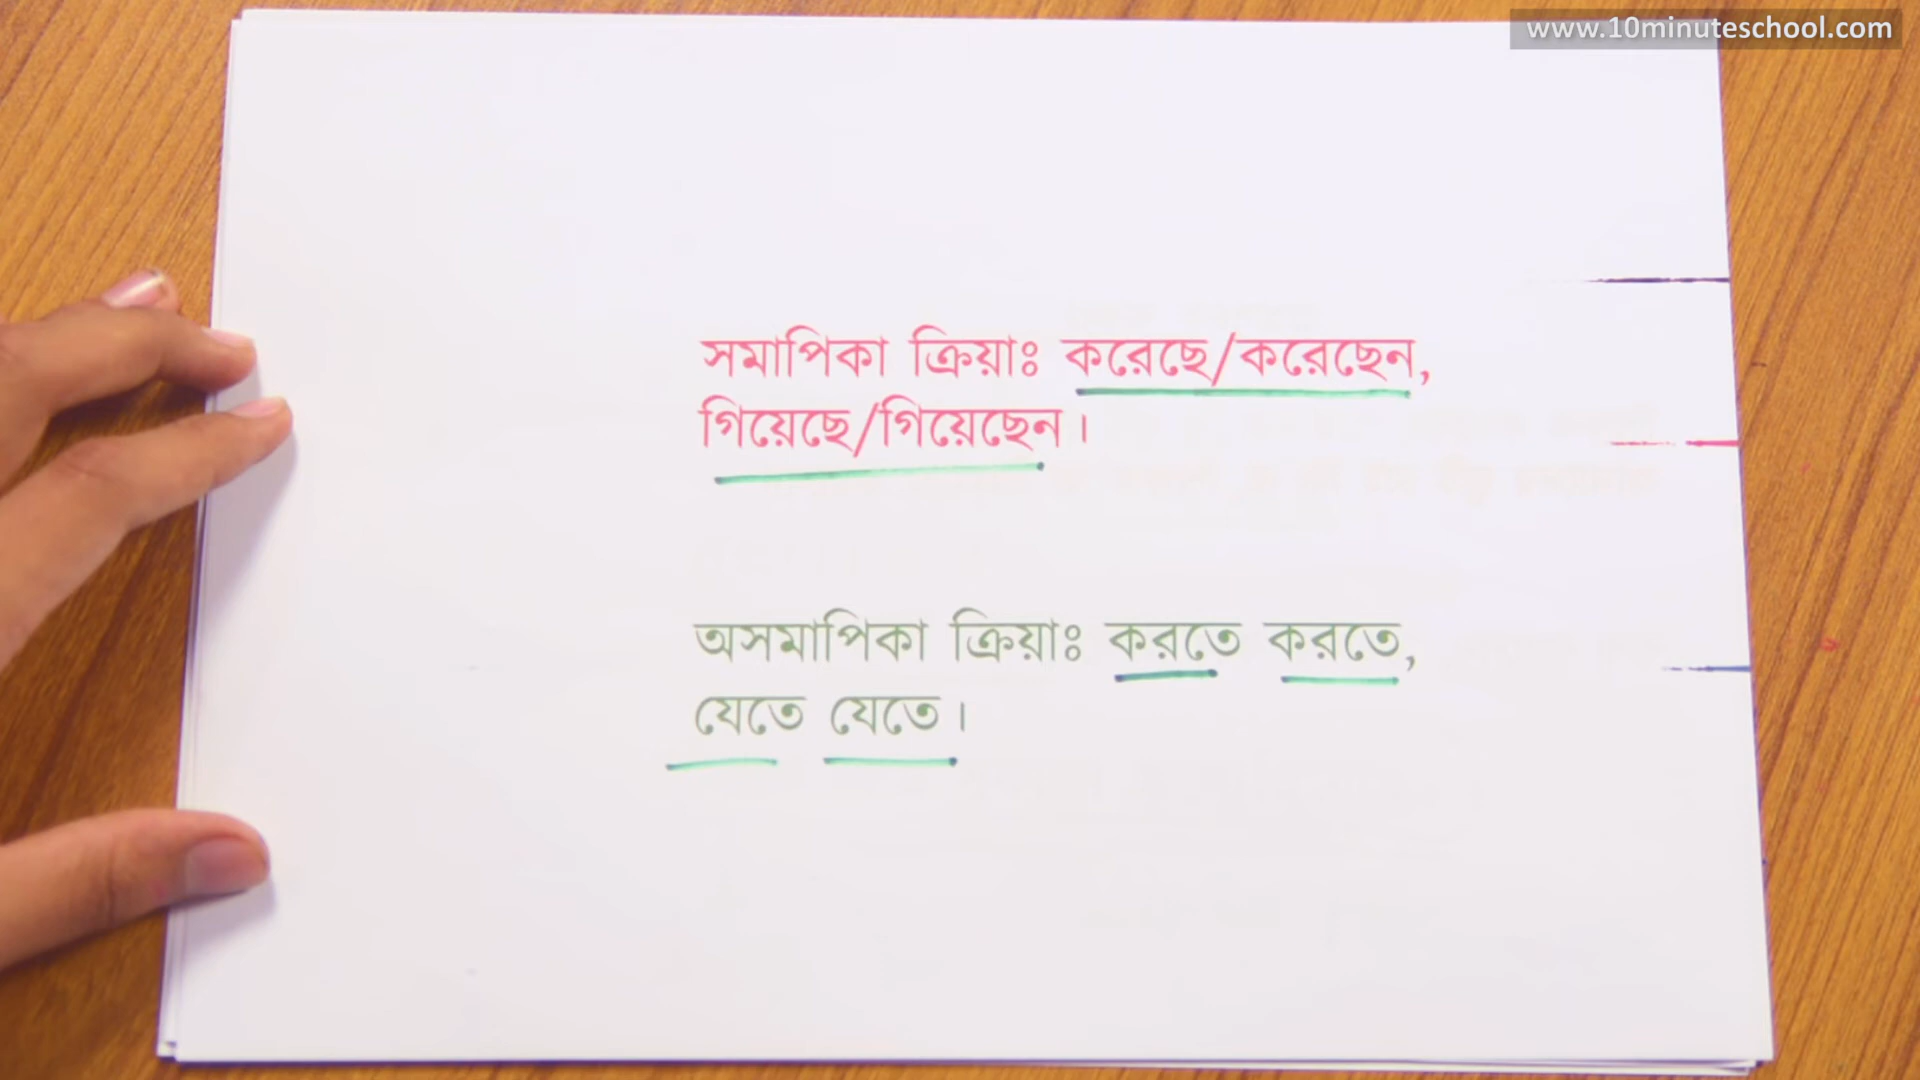 www.10minuteschool.com
সমাপিকা ক্রিয়াঃ করেছে/করেছেন,
গিয়েছে/গিয়েছেন।
অসমাপিকা ক্রিয়াঃ করতে করতে,
যেতে যেতে।